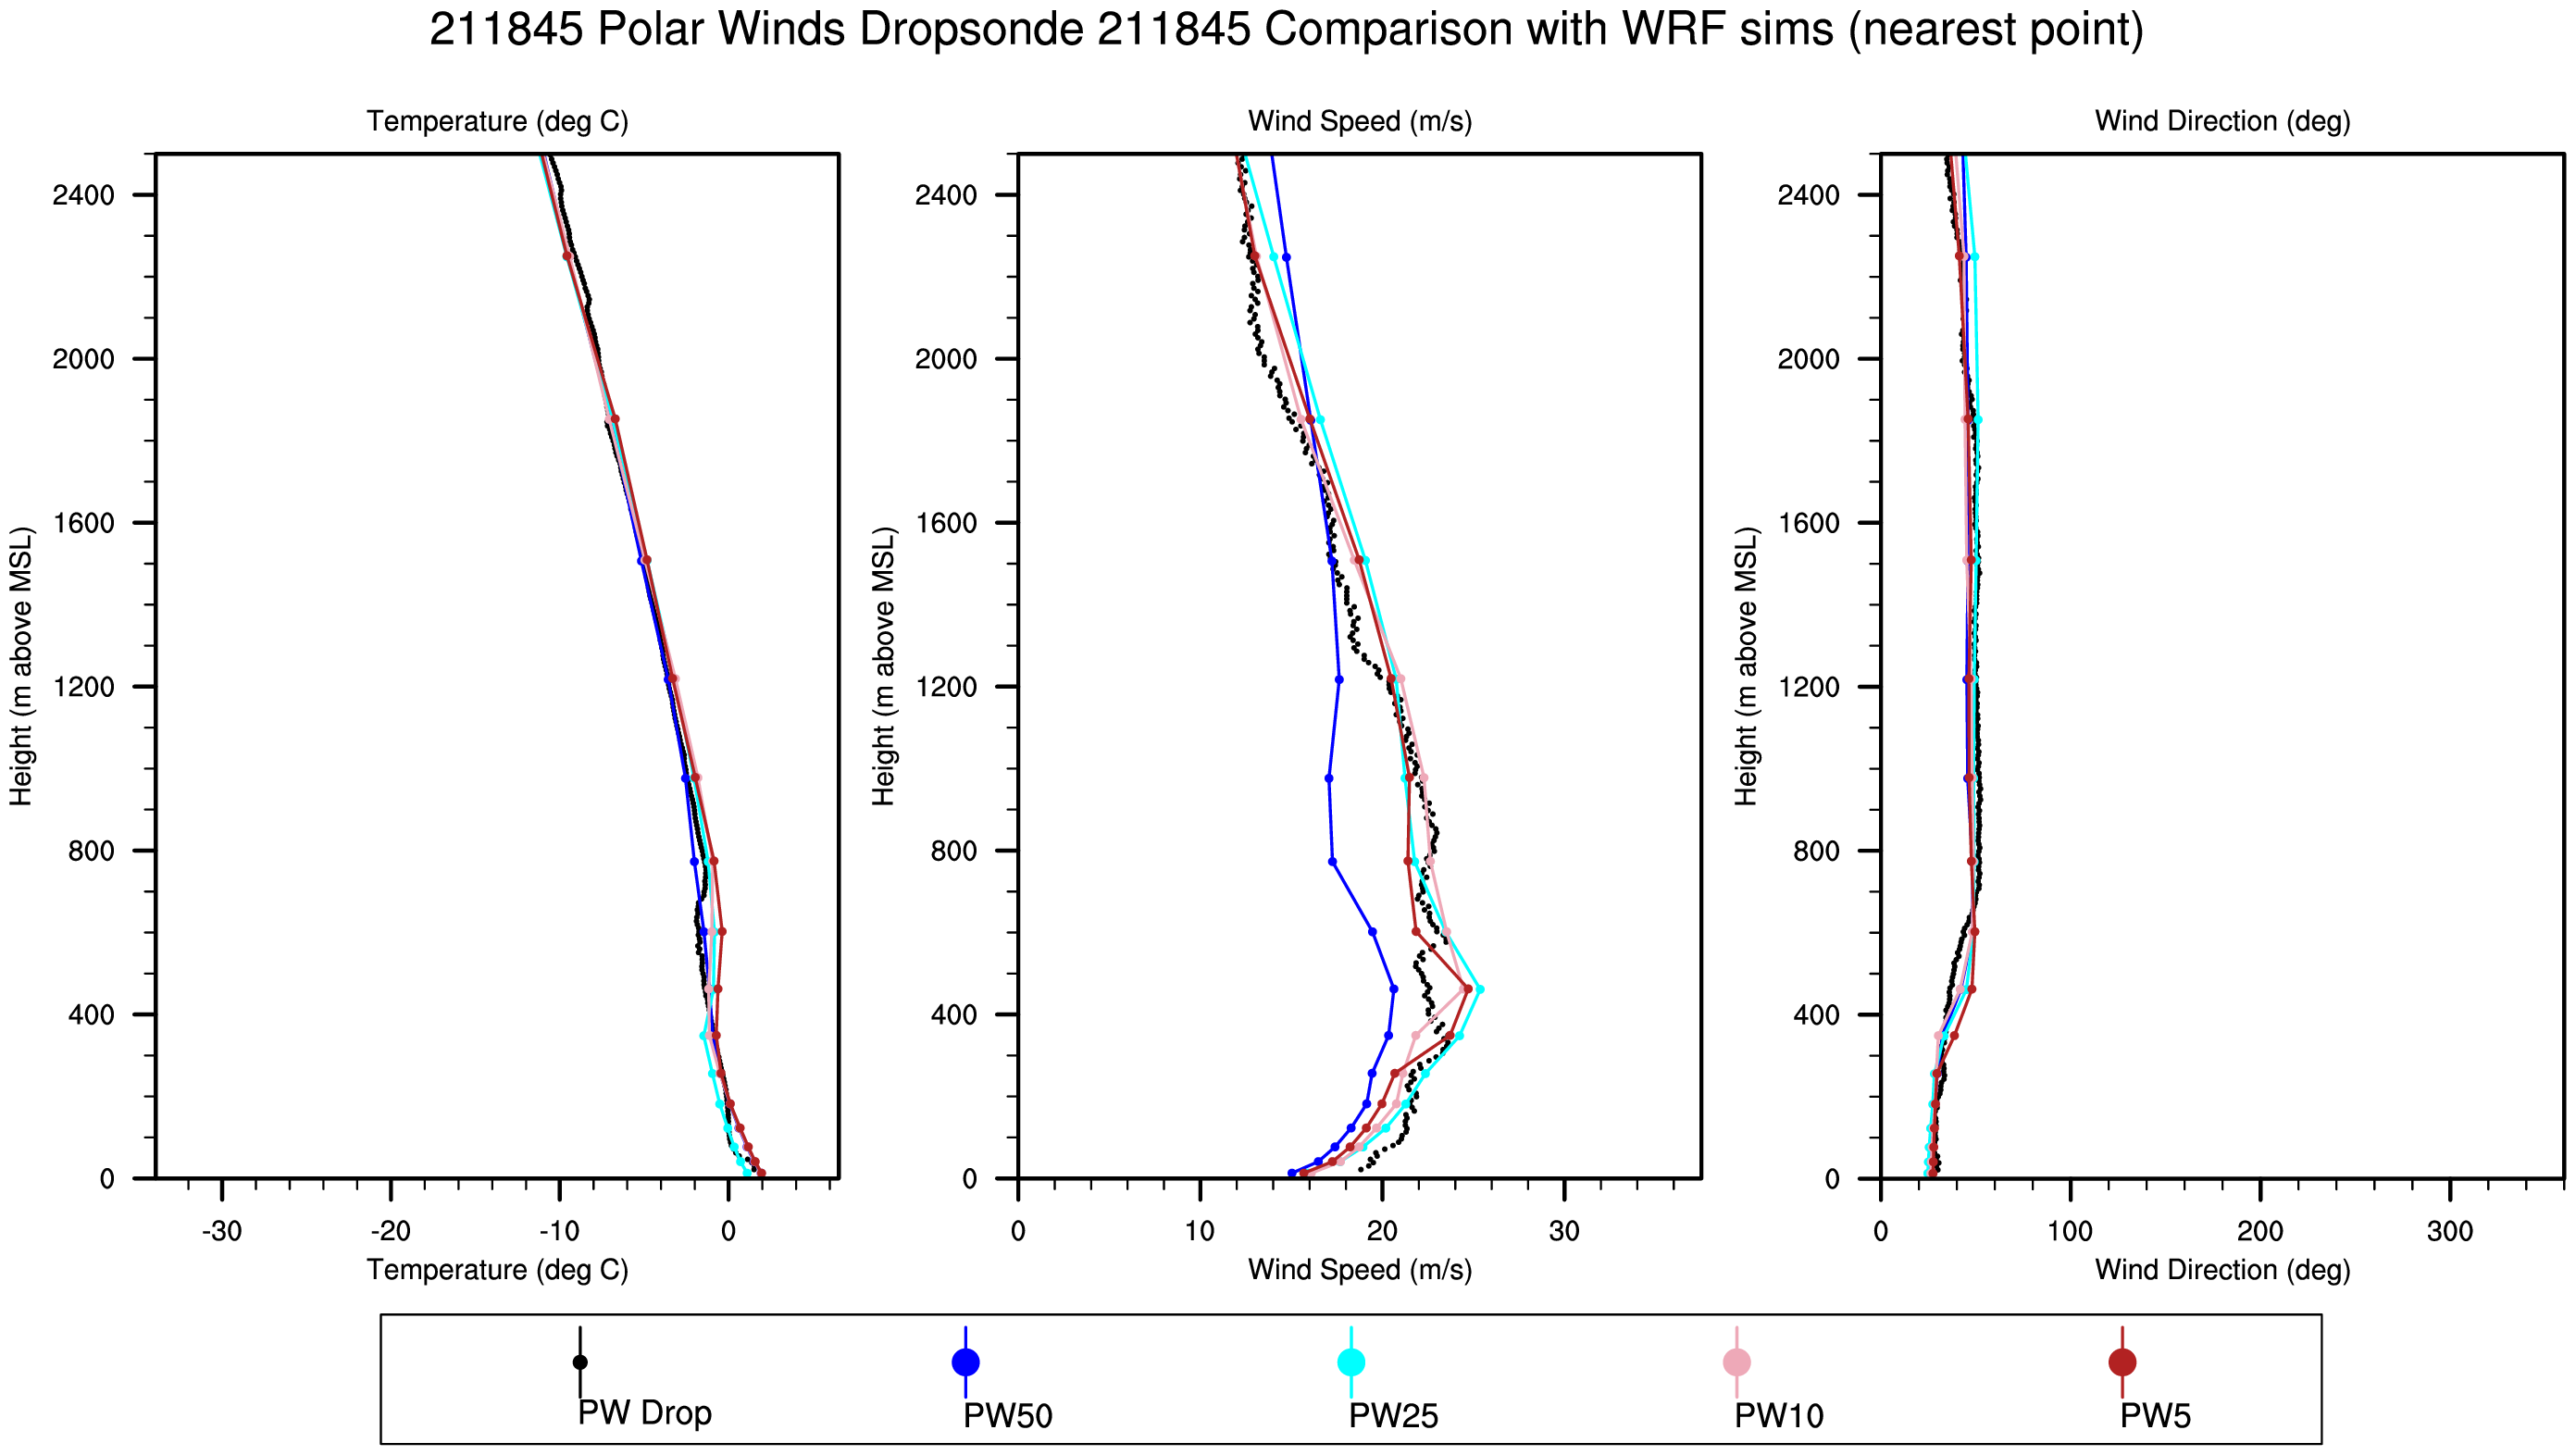 211845 Polar Winds Dropsonde 211845 Comparison with WRF sims (nearest point)
Temperature (deg C)
Wind Speed (m/s)
Wind Direction (deg)
Height (m above MSL)
2400
2000
1600
1200
800
400
0
-30 -20 -10 0
Temperature (deg C)
Height (m above MSL)
2400
2000
1600
1200
800
400
0
0 10 20 30
Wind Speed (m/s)
Height (m above MSL)
2400
2000
1600
1200
800
400
0
0 100 200 300
Wind Direction (deg)
PW Drop PW50 PW25 PW10 PW5